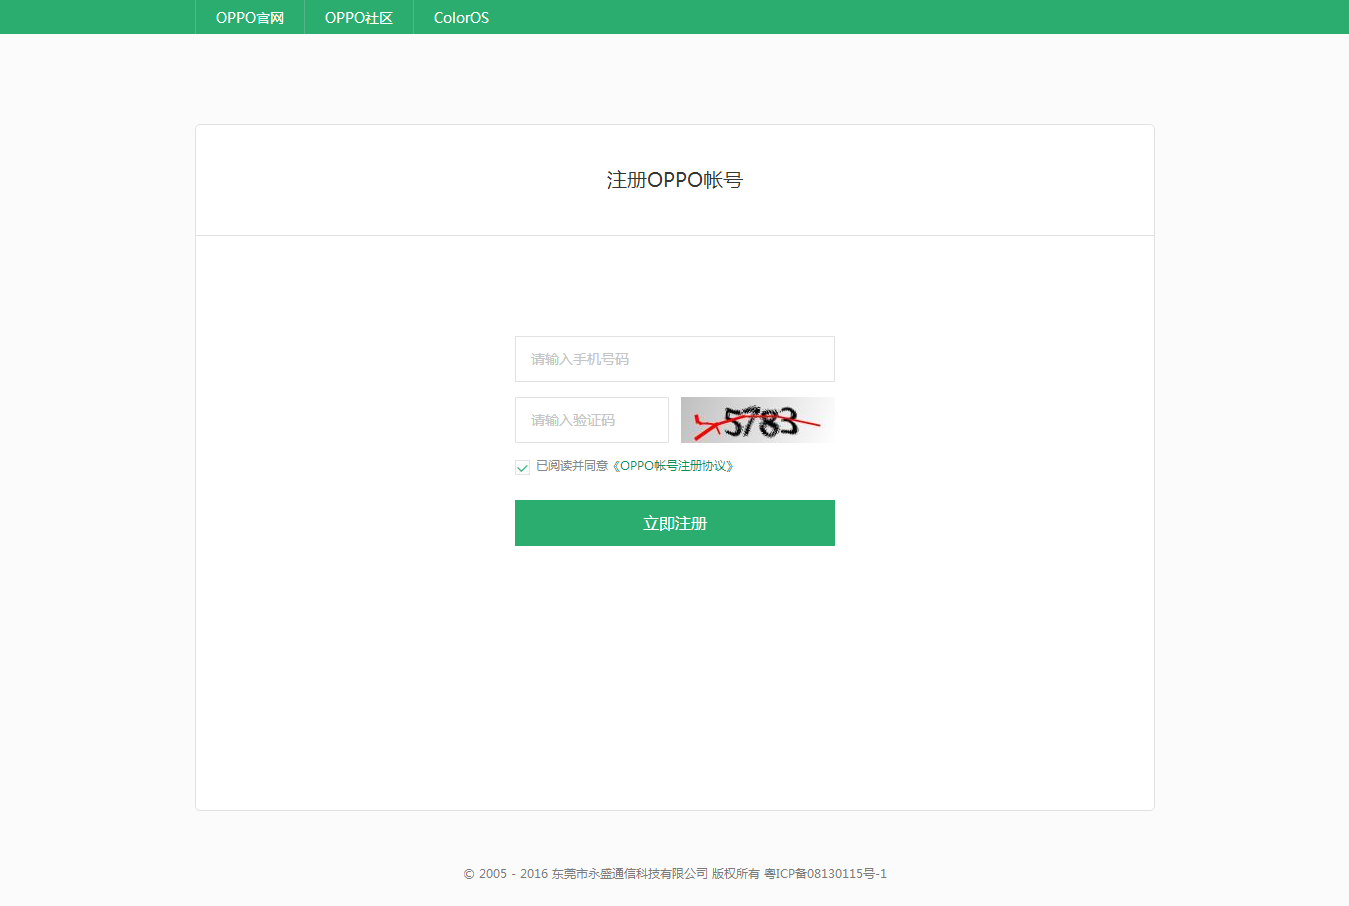 OPPO官网 OPPO社区 ColorOS
注册OPPO帐号
请输入手机号码
请输入验证码 5783
已阅读并同意《OPPO帐号注册协议》
立即注册
© 2005 - 2016 东莞市永盛通信科技有限公司 版权所有 粤ICP备08130115号-1